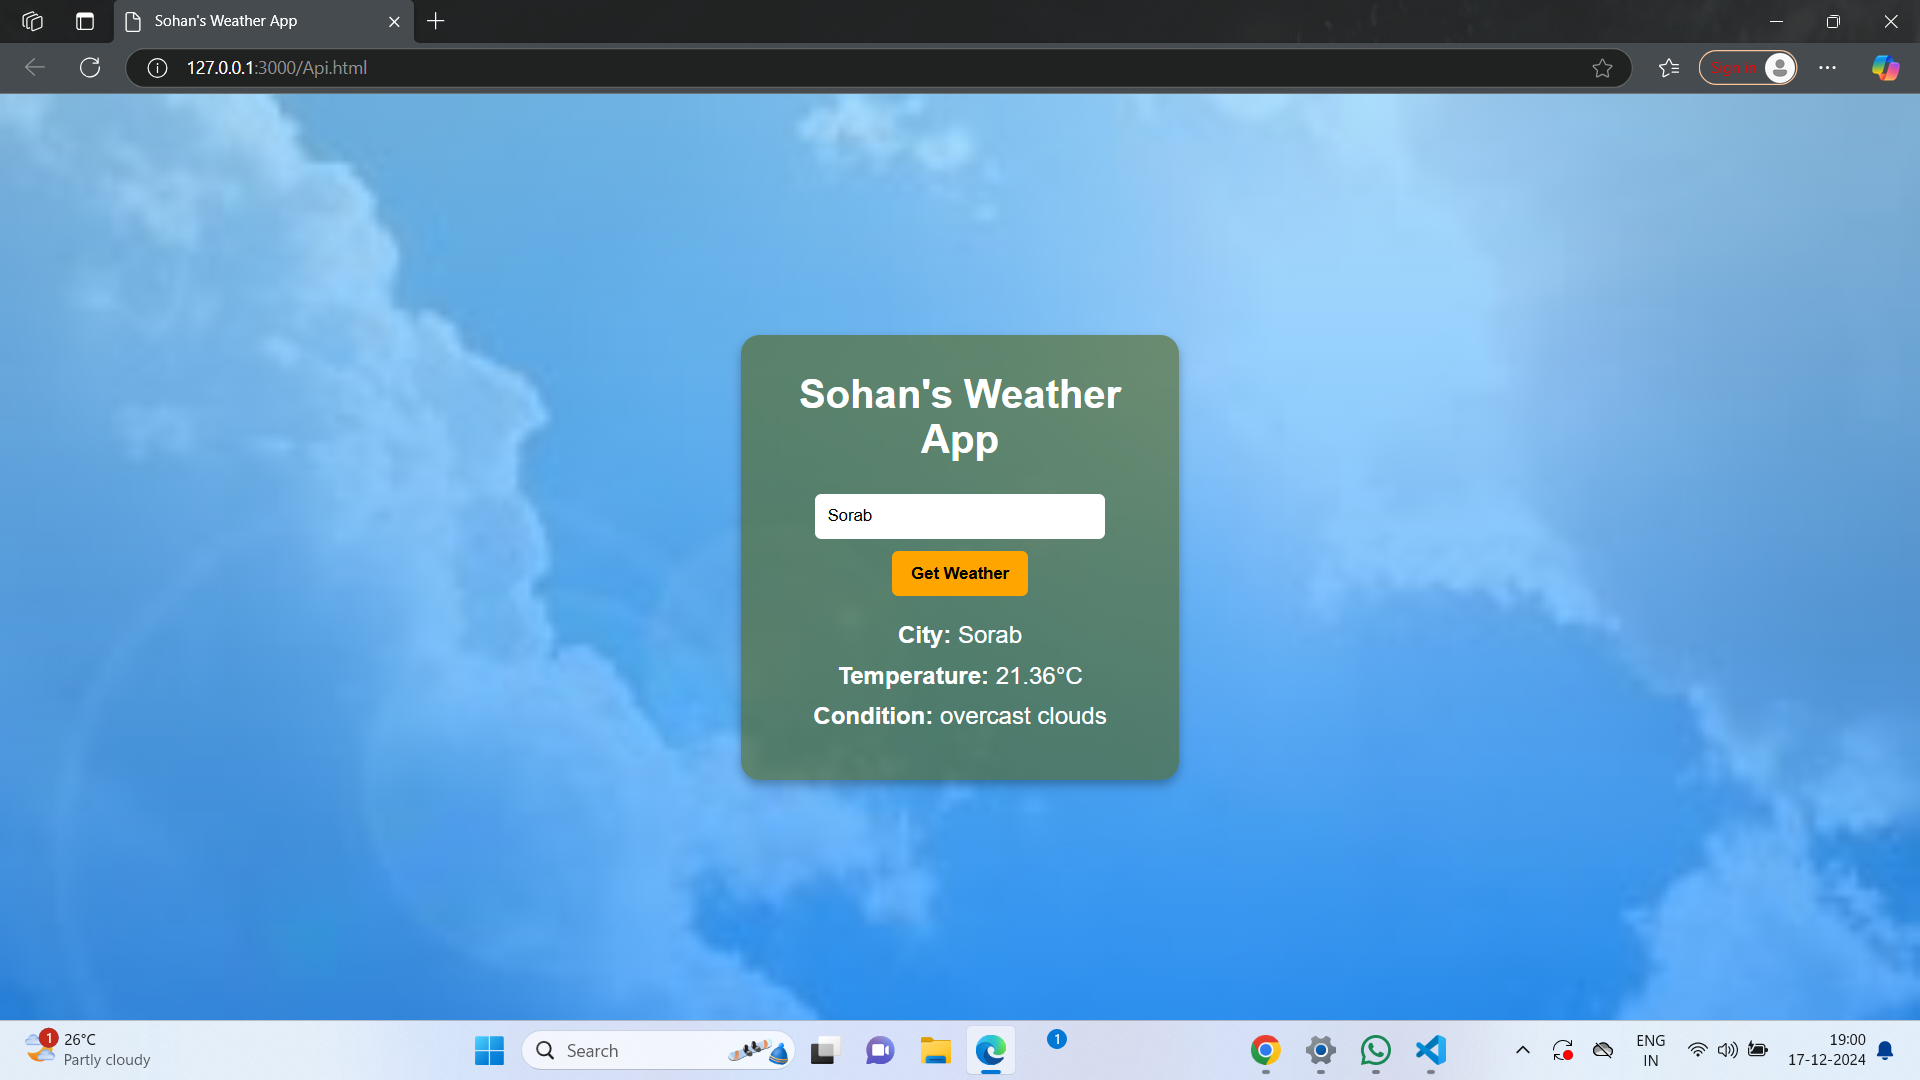 Sohan's Weather App
127.0.0.1:3000/Api.html
Sign in
Sohan's Weather
App
Sorab
Get Weather
City: Sorab
Temperature: 21.36°C
Condition: overcast clouds
1
26°C
Partly cloudy
Search
1
ENG
IN
19:00
17-12-2024